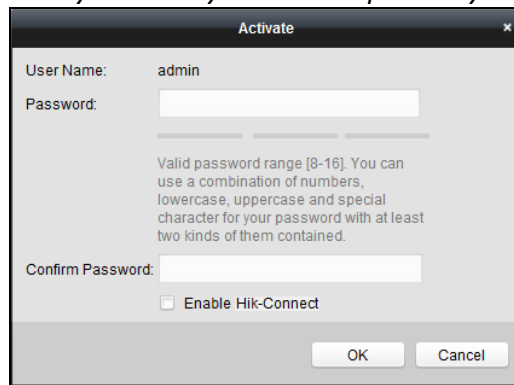 Activate ×
User Name: admin
Password:
Valid password range [8-16]. You can
use a combination of numbers,
lowercase, uppercase and special
character for your password with at least
two kinds of them contained.
Confirm Password:
Enable Hik-Connect
OK Cancel